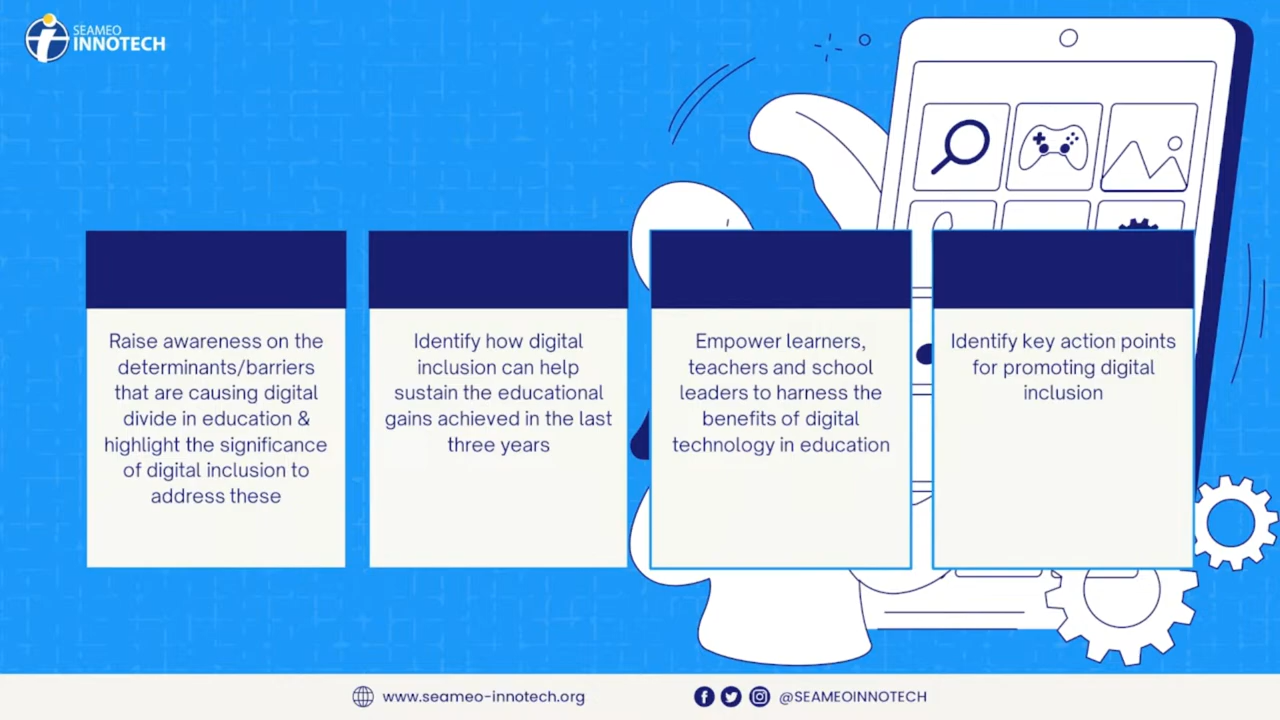 SEAMEO
INNOTECH
Raise awareness on the
determinants/barriers
that are causing digital
divide in education &
highlight the significance
of digital inclusion to
address these
Identify how digital
inclusion can help
sustain the educational
gains achieved in the last
three years
Empower learners,
teachers and school
leaders to harness the
benefits of digital
technology in education
Identify key action points
for promoting digital
inclusion
www.seameo-innotech.org
@SEAMEOINNOTECH